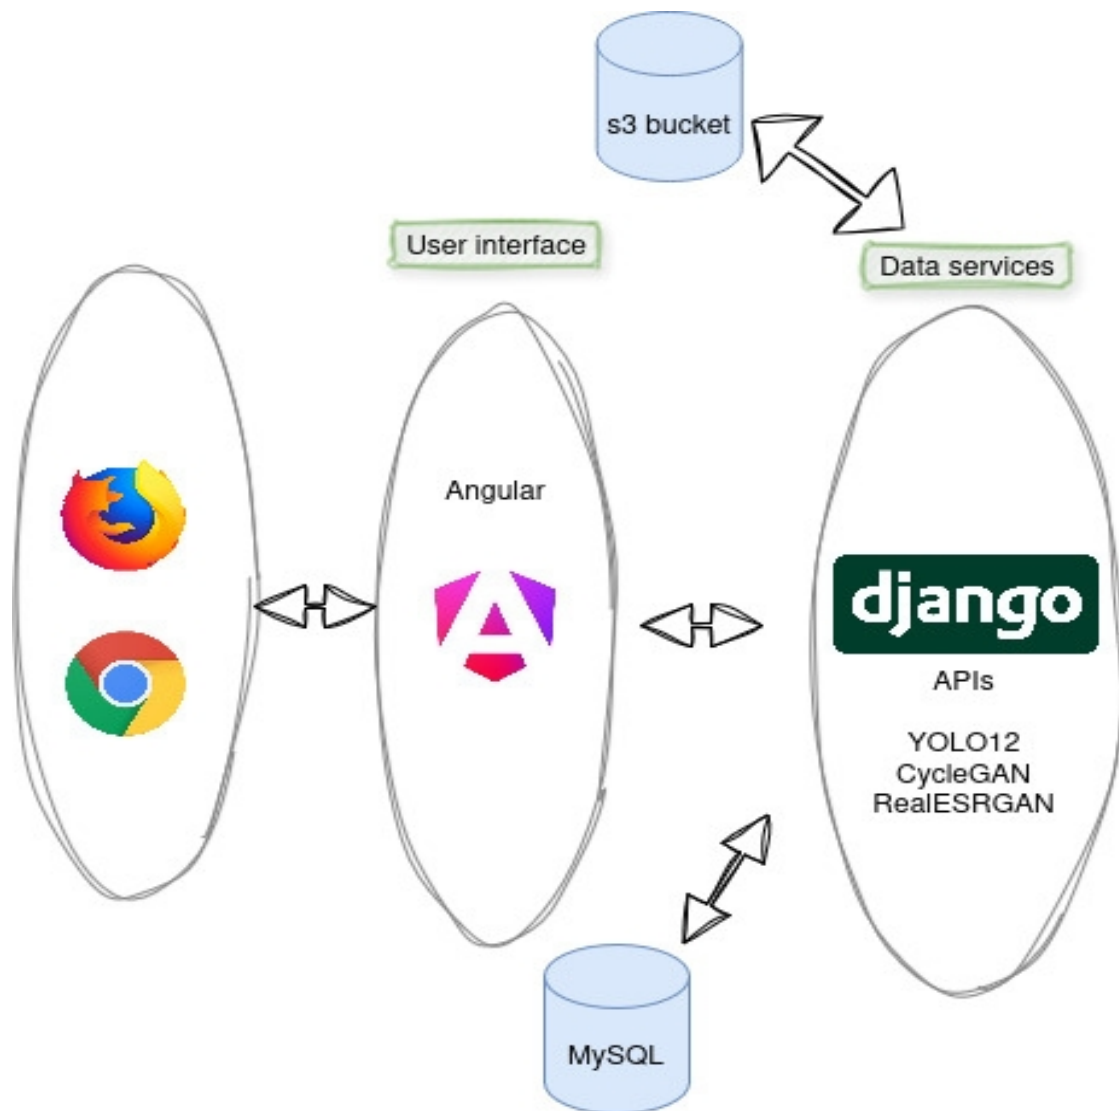 s3 bucket
User interface
Data services
Angular
django
APIs
YOLO12
CycleGAN
RealESRGAN
MySQL